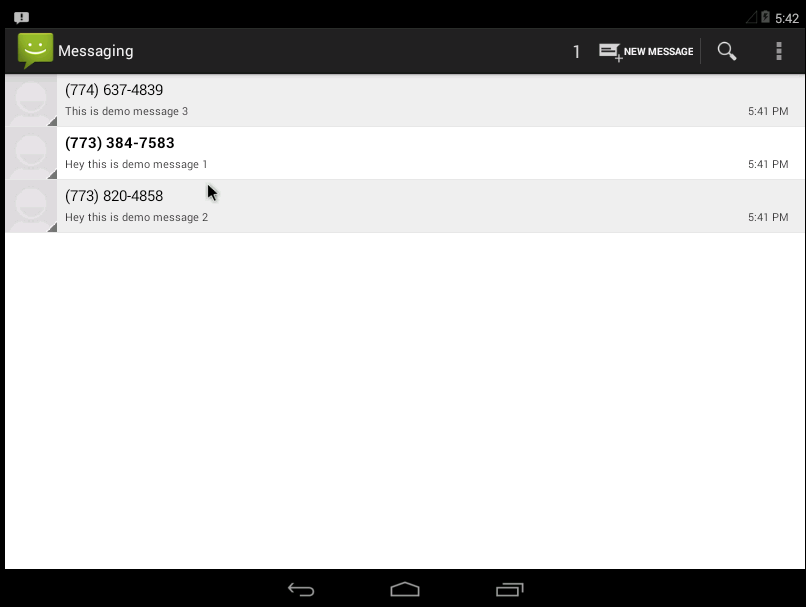 5:42
Messaging
1
NEW MESSAGE
(774) 637-4839
This is demo message 3
5:41 PM
(773) 384-7583
Hey this is demo message 1
5:41 PM
(773) 820-4858
Hey this is demo message 2
5:41 PM